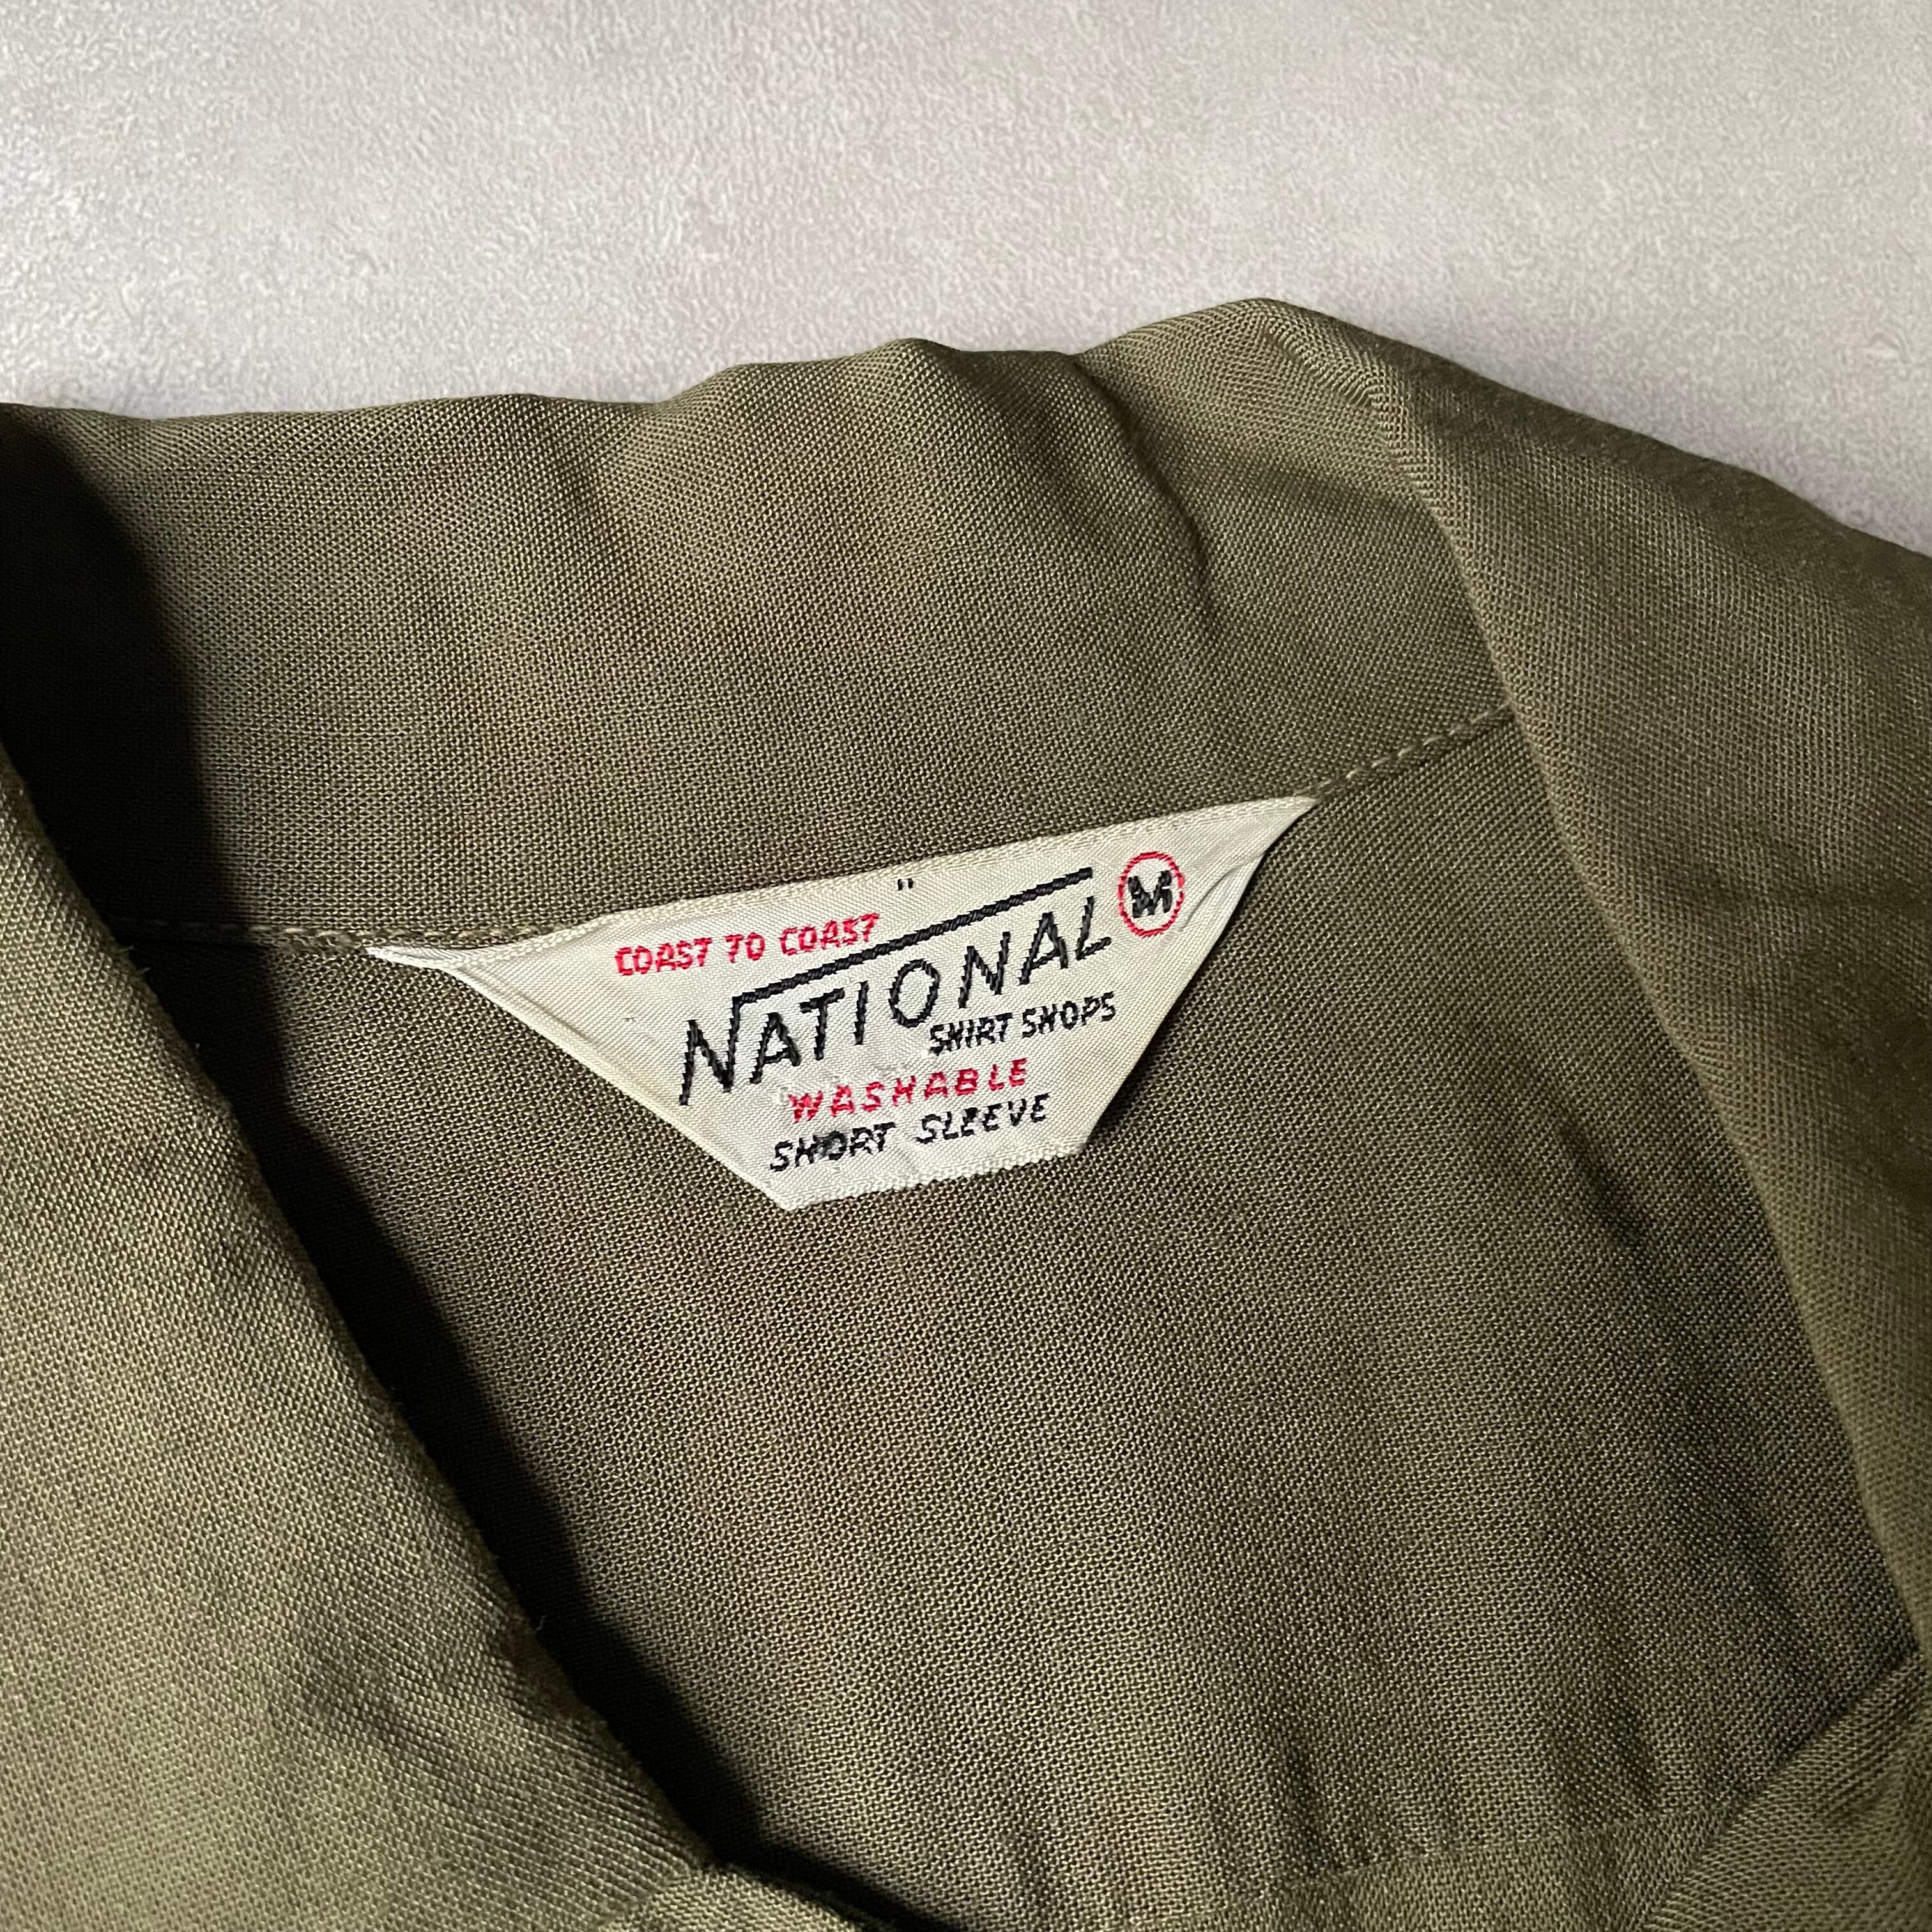 COAST TO COAST
NATIONAL M
SHIRT SHOPS
WASHABLE
SHORT SLEEVE